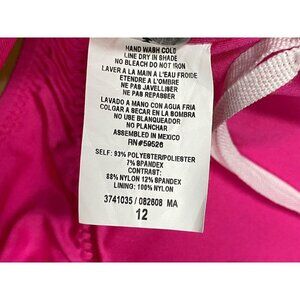 HAND WASH COLD
LINE DRY IN SHADE
NO BLEACH DO NOT IRON
LAVER A LA MAIN A L'EAU FROIDE
ETENDRE A L'OMBRE
NE PAS JAVELLISER
NE PAS REPASSER
LAVADO A MANO CON AGUA FRIA
COLGAR A SECAR EN LA BOMBRA
NO USE BLANQUEADOR
NO PLANCHAR
ASSEMBLED IN MEXICO
RN#59526
SELF: 93% POLYESTER/POLIESTER
7% SPANDEX
CONTRAST:
88% NYLON 12% SPANDEX
LINING: 100% NYLON
3741035 / 082608 MA
12